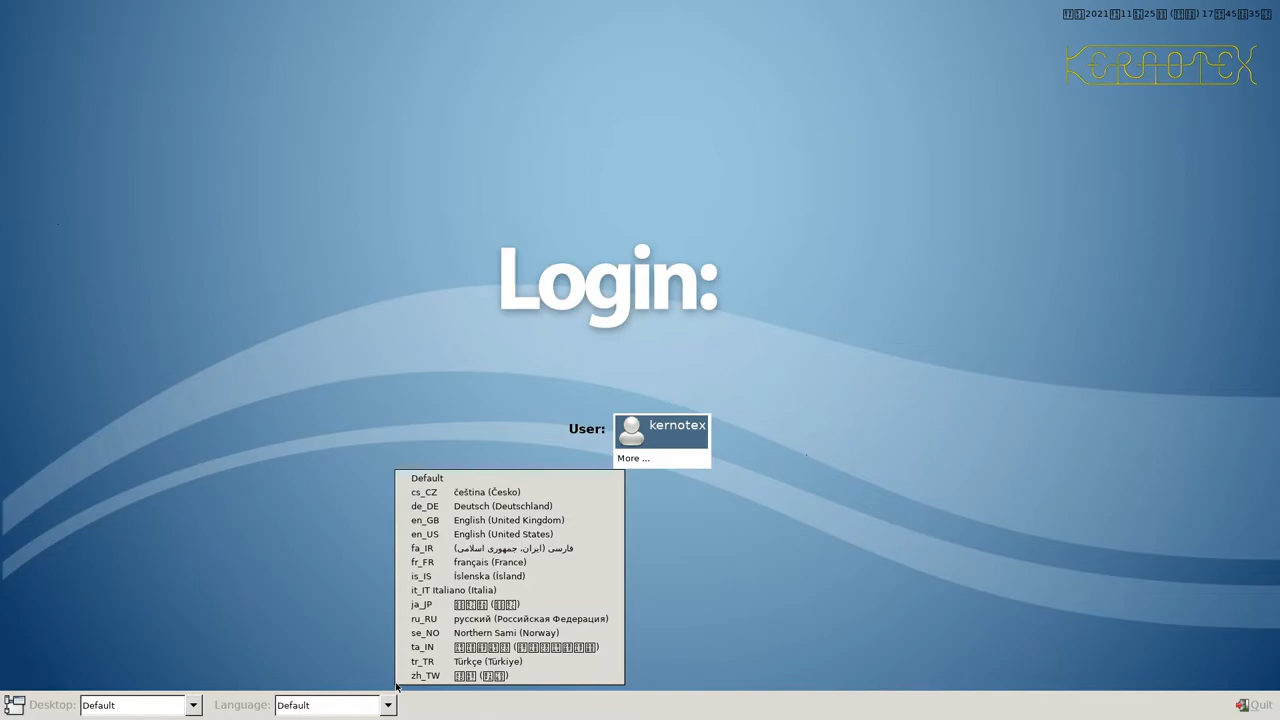 KERNOTEX
Login:
User:
kernotex
More ...
Default
cs_CZ čeština (Česko)
de_DE Deutsch (Deutschland)
en_GB English (United Kingdom)
en_US English (United States)
fa_IR فارسی (ایران، جمهوری اسلامی)
fr_FR français (France)
is_IS Íslenska (Ísland)
it_IT Italiano (Italia)
ja_JP
ru_RU русский (Российская Федерация)
se_NO Northern Sami (Norway)
ta_IN
tr_TR Türkçe (Türkiye)
zh_TW
Desktop: Default Language: Default Quit